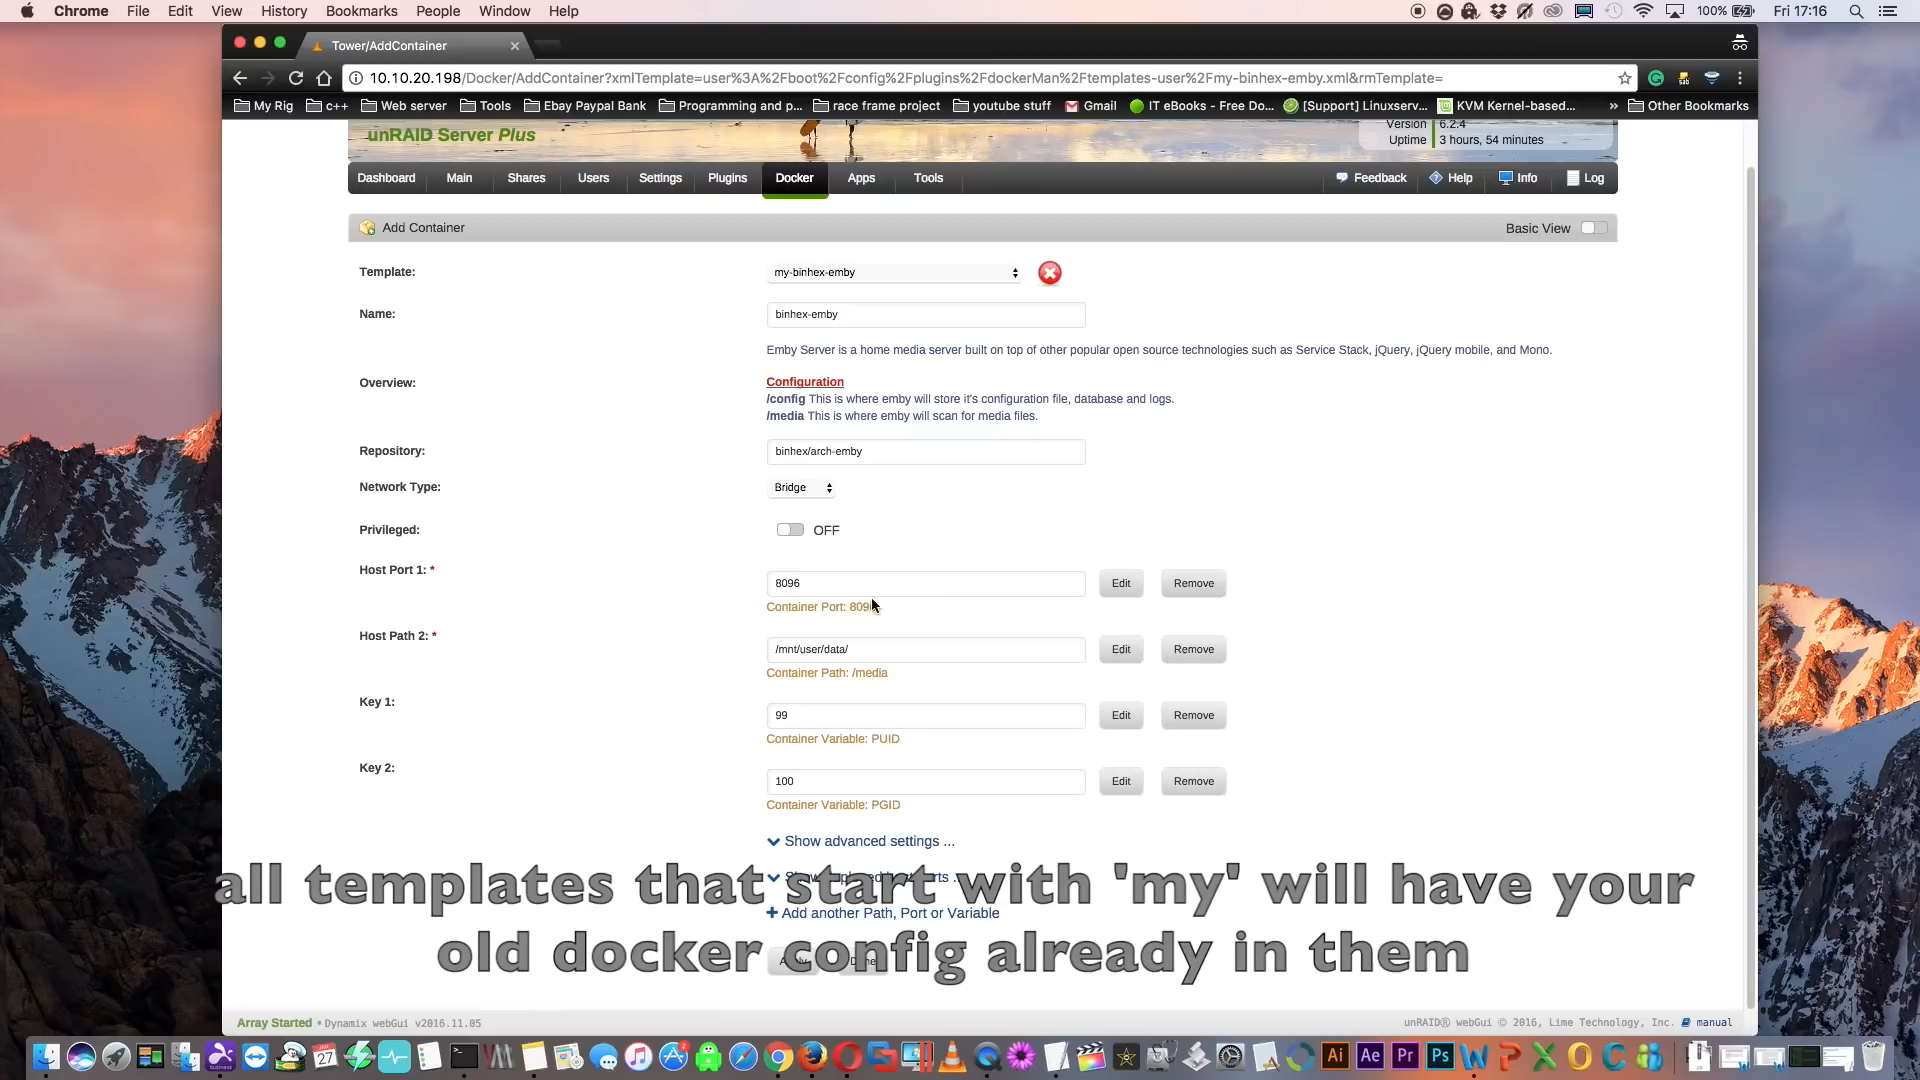 Chrome File Edit View History Bookmarks People Window Help 100% Fri 17:16
Tower/AddContainer
10.10.20.198/Docker/AddContainer?xmlTemplate=user%3A%2Fboot%2Fconfig%2Fplugins%2FdockerMan%2Ftemplates-user%2Fmy-binhex-emby.xml&rmTemplate=
My Rig c++ Web server Tools Ebay Paypal Bank Programming and p... race frame project youtube stuff Gmail IT eBooks - Free Do... [Support] Linuxserv... KVM Kernel-based... » Other Bookmarks
unRAID Server Plus
Version 6.2.4
Uptime 3 hours, 54 minutes
Dashboard Main Shares Users Settings Plugins Docker Apps Tools Feedback Help Info Log
Add Container Basic View
Template: my-binhex-emby
Name: binhex-emby
Emby Server is a home media server built on top of other popular open source technologies such as Service Stack, jQuery, jQuery mobile, and Mono.
Overview: Configuration
/config This is where emby will store it's configuration file, database and logs.
/media This is where emby will scan for media files.
Repository: binhex/arch-emby
Network Type: Bridge
Privileged: OFF
Host Port 1: * 8096 Edit Remove
Container Port:
Host Path 2: * /mnt/user/data/ Edit Remove
Container Path: /media
Key 1: 99 Edit Remove
Container Variable: PUID
Key 2: 100 Edit Remove
Container Variable: PGID
Show advanced settings ...
all templates that start with 'my' will have your
+ Add another Path, Port or Variable
old docker config already in them
Array Started • Dynamix webGui v2016.11.05 unRAID® webGui © 2016, Lime Technology, Inc. manual
27 Ai Ae Pr Ps